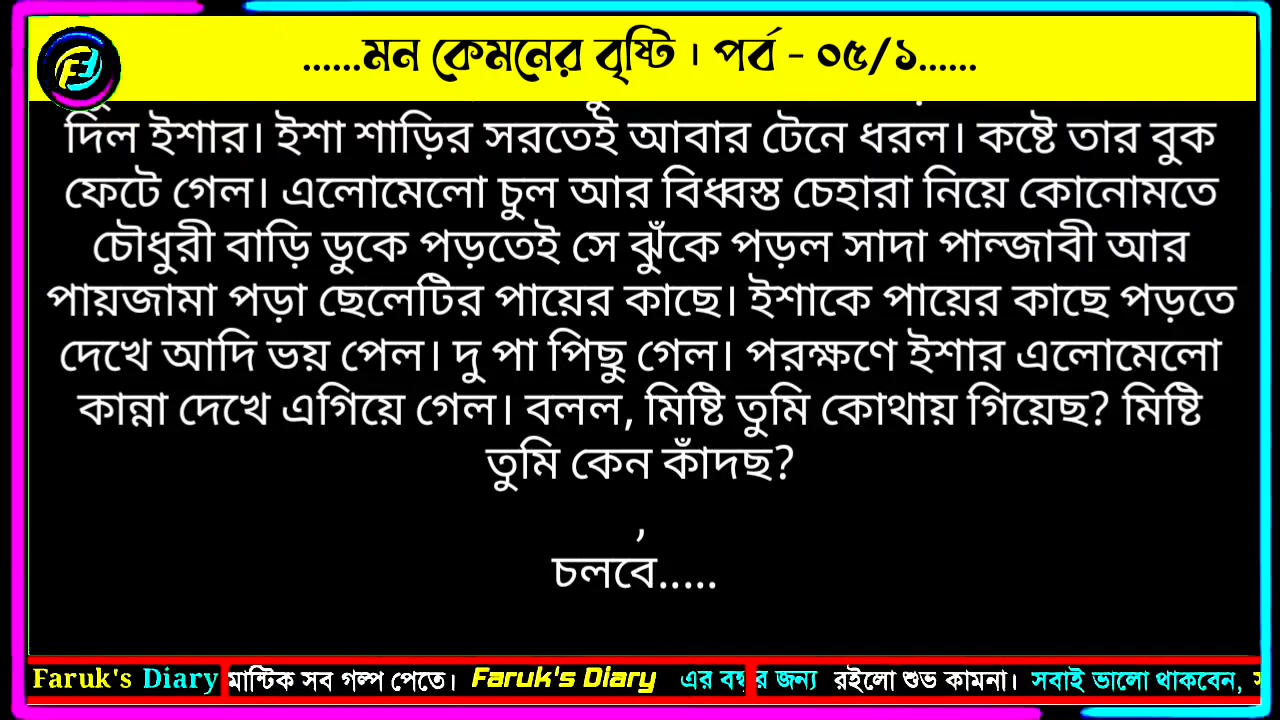 ......মন কেমনের বৃষ্টি । পর্ব - ০৫/১......
দিল ইশার। ইশা শাড়ির সরতেই আবার টেনে ধরল। কষ্টে তার বুক
ফেটে গেল। এলোমেলো চুল আর বিধ্বস্ত চেহারা নিয়ে কোনোমতে
চৌধুরী বাড়ি ডুকে পড়তেই সে ঝুঁকে পড়ল সাদা পান্জাবী আর
পায়জামা পড়া ছেলেটির পায়ের কাছে। ইশাকে পায়ের কাছে পড়তে
দেখে আদি ভয় পেল। দু পা পিছু গেল। পরক্ষণে ইশার এলোমেলো
কান্না দেখে এগিয়ে গেল। বলল, মিষ্টি তুমি কোথায় গিয়েছ? মিষ্টি
তুমি কেন কাঁদছ?
,
চলবে.....
Faruk's Diary মান্টিক সব গল্প পেতে। Faruk's Diary এর বন্ধুর জন্য রইলো শুভ কামনা। সবাই ভালো থাকবেন,